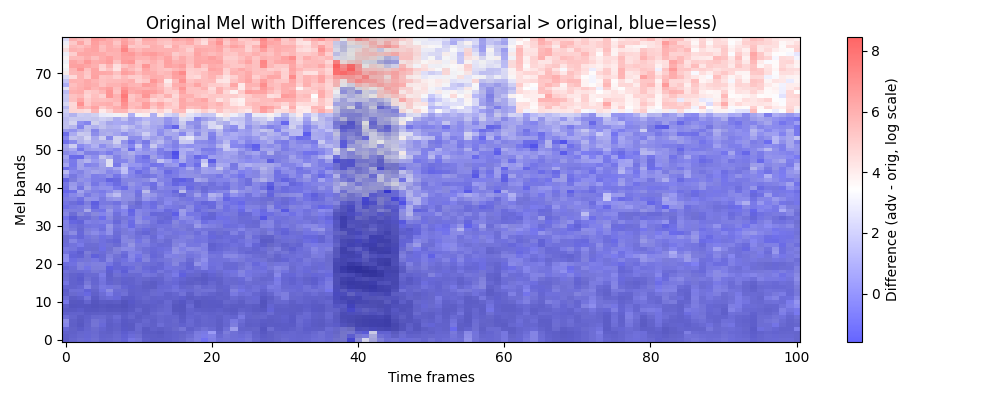 Original Mel with Differences (red=adversarial > original, blue=less)
Mel bands
70
60
50
40
30
20
10
0
0 20 40 60 80 100
Time frames
8
6
4
2
0
Difference (adv - orig, log scale)